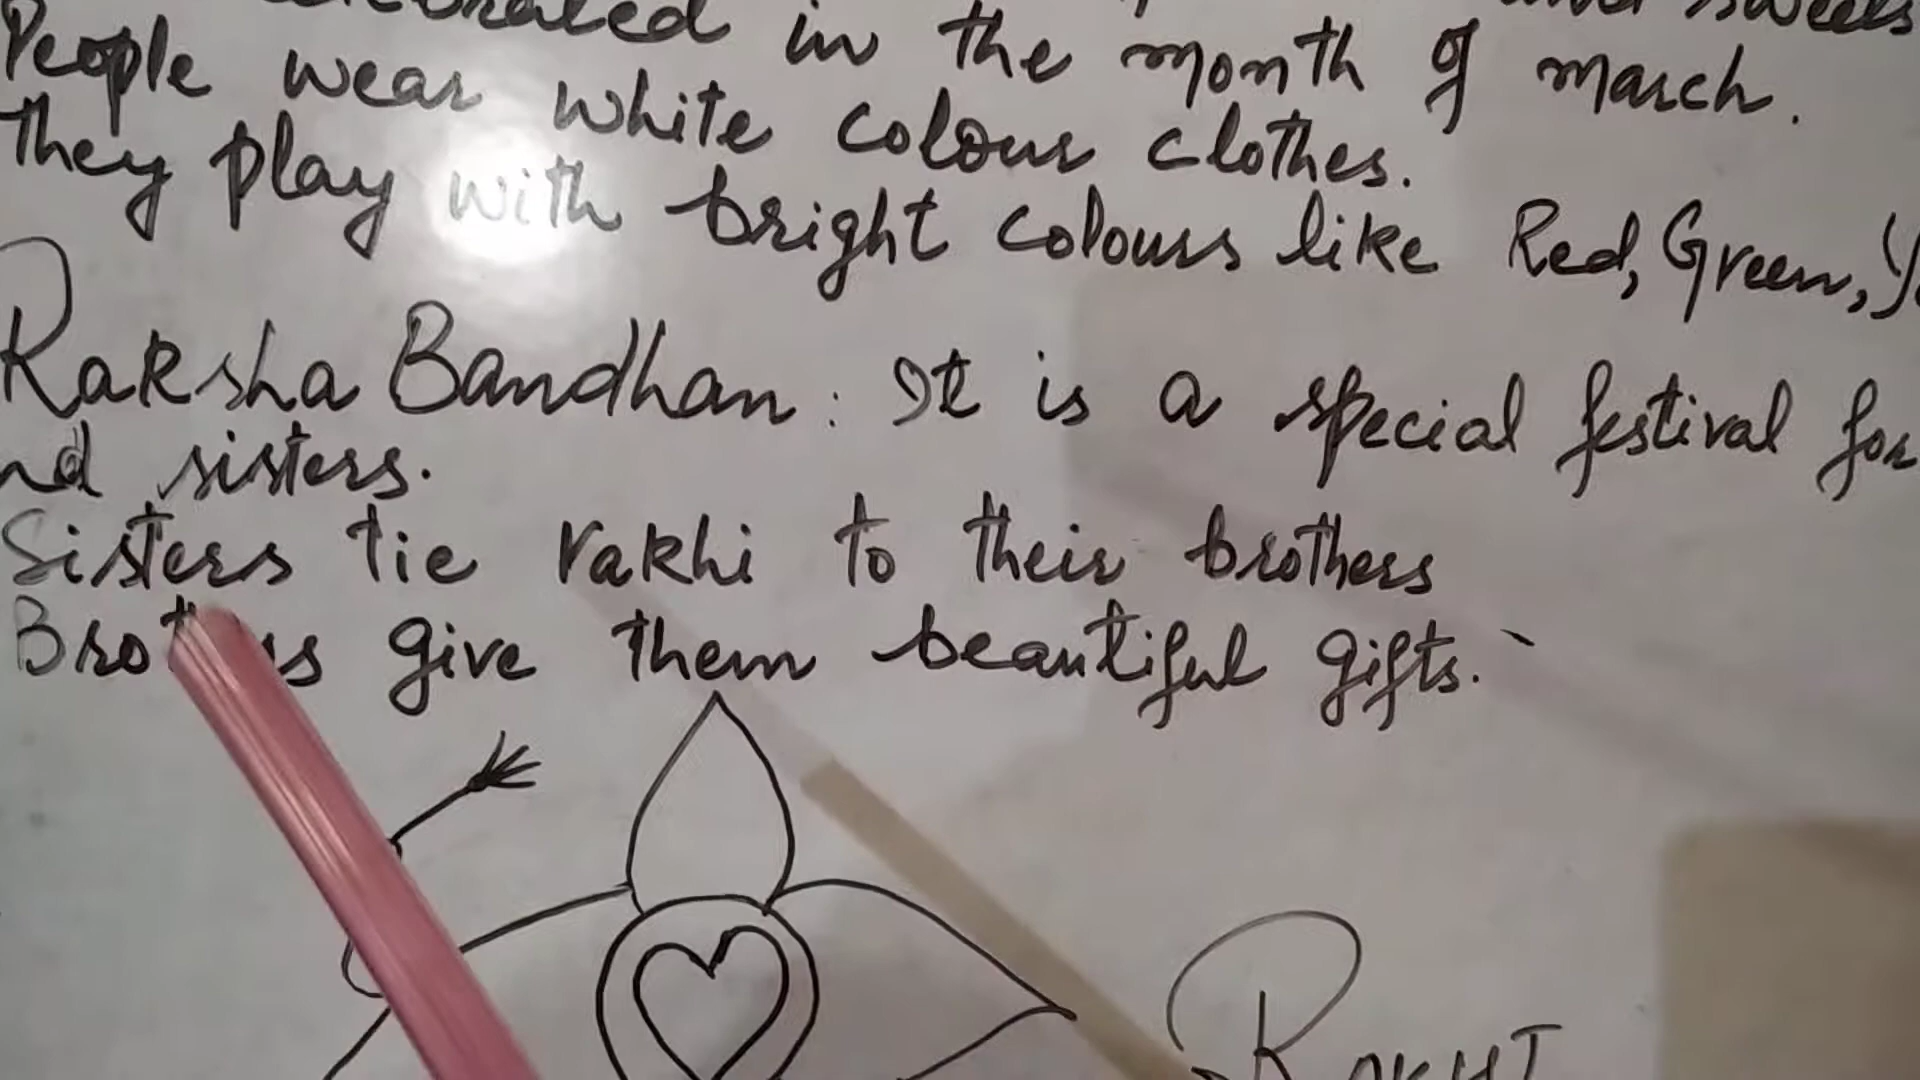 in the month of march.
People wear white colour clothes.
They play with bright colours like Red, Green,
Raksha Bandhan: It is a special festival for
sisters.
Sisters tie rakhi to their brothers
give them beautiful gifts.
RAKHI